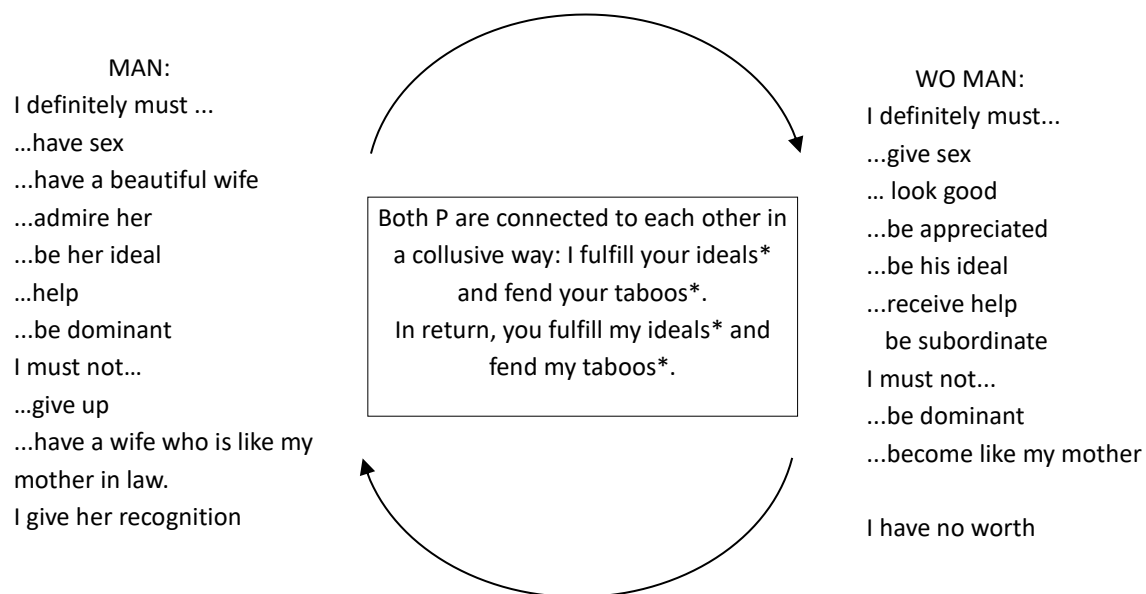 MAN:
I definitely must ...
...have sex
...have a beautiful wife
...admire her
...be her ideal
...help
...be dominant
I must not...
...give up
...have a wife who is like my
mother in law.
I give her recognition
Both P are connected to each other in
a collusive way: I fulfill your ideals*
and fend your taboos*.
In return, you fulfill my ideals* and
fend my taboos*.
WO MAN:
I definitely must...
...give sex
... look good
...be appreciated
...be his ideal
...receive help
be subordinate
I must not...
...be dominant
...become like my mother
I have no worth